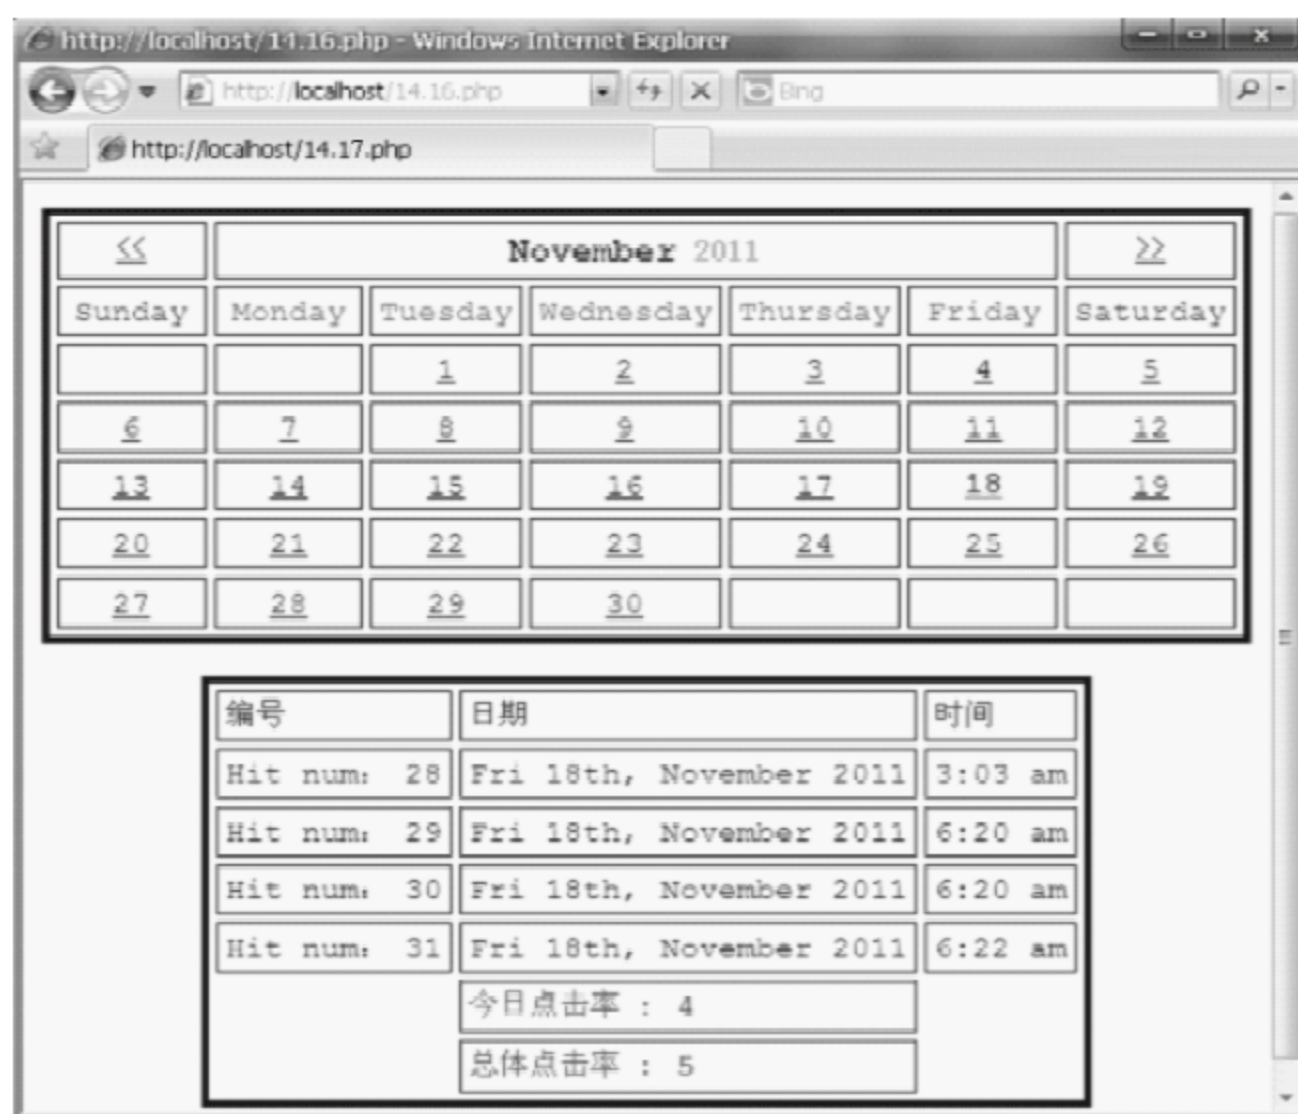 http://localhost/14.16.php - Windows Internet Explorer
http://localhost/14.16.php Bing
http://localhost/14.17.php
<< November 2011 >>
Sunday Monday Tuesday Wednesday Thursday Friday Saturday
1 2 3 4 5
6 7 8 9 10 11 12
13 14 15 16 17 18 19
20 21 22 23 24 25 26
27 28 29 30
编号 日期 时间
Hit num: 28 Fri 18th, November 2011 3:03 am
Hit num: 29 Fri 18th, November 2011 6:20 am
Hit num: 30 Fri 18th, November 2011 6:20 am
Hit num: 31 Fri 18th, November 2011 6:22 am
今日点击率 : 4
总体点击率 : 5